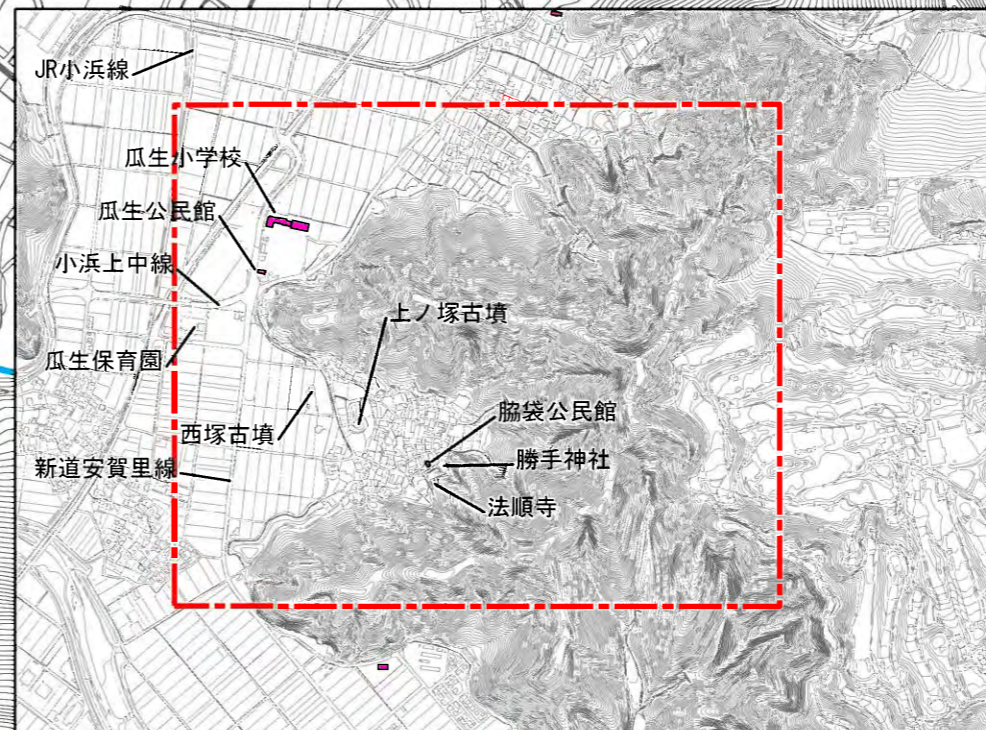 JR小浜線
瓜生小学校
瓜生公民館
小浜上中線
上ノ塚古墳
瓜生保育園
脇袋公民館
西塚古墳
勝手神社
新道安賀里線
法順寺